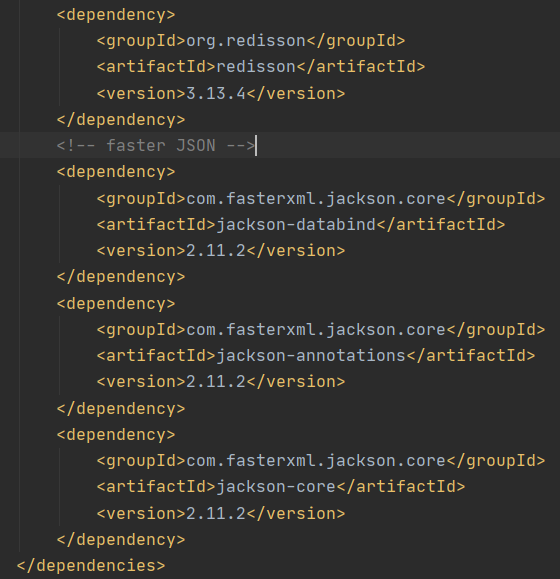 <dependency>
<groupId>org.redisson</groupId>
<artifactId>redisson</artifactId>
<version>3.13.4</version>
</dependency>
<!-- faster JSON -->
<dependency>
<groupId>com.fasterxml.jackson.core</groupId>
<artifactId>jackson-databind</artifactId>
<version>2.11.2</version>
</dependency>
<dependency>
<groupId>com.fasterxml.jackson.core</groupId>
<artifactId>jackson-annotations</artifactId>
<version>2.11.2</version>
</dependency>
<dependency>
<groupId>com.fasterxml.jackson.core</groupId>
<artifactId>jackson-core</artifactId>
<version>2.11.2</version>
</dependency>
</dependencies>